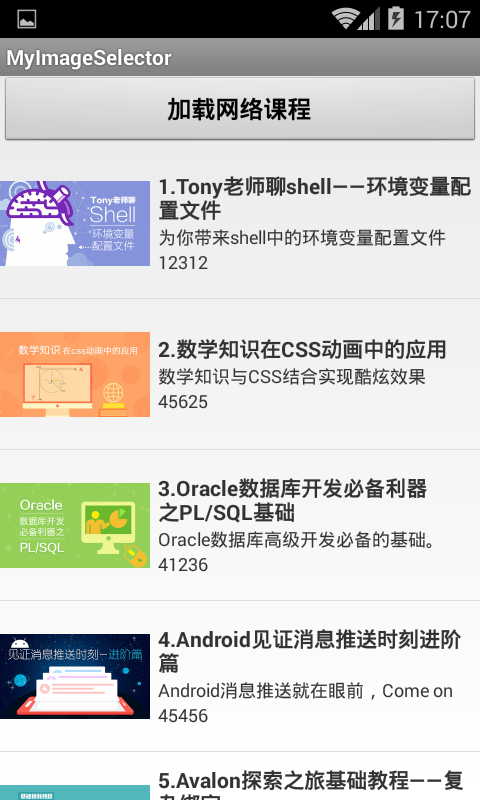 17:07
MyImageSelector
加载网络课程
Tony老师聊
Shell
环境变量
配置文件
1.Tony老师聊shell——环境变量配
置文件
为你带来shell中的环境变量配置文件
12312
数学知识 在css动画中的应用
2.数学知识在CSS动画中的应用
数学知识与CSS结合实现酷炫效果
45625
Oracle
数据库开发
必备利器之
PL/SQL
3.Oracle数据库开发必备利器
之PL/SQL基础
Oracle数据库高级开发必备的基础。
41236
见证消息推送时刻-进阶篇
4.Android见证消息推送时刻进阶
篇
Android消息推送就在眼前，Come on
45456
5.Avalon探索之旅基础教程——复
杂绑定